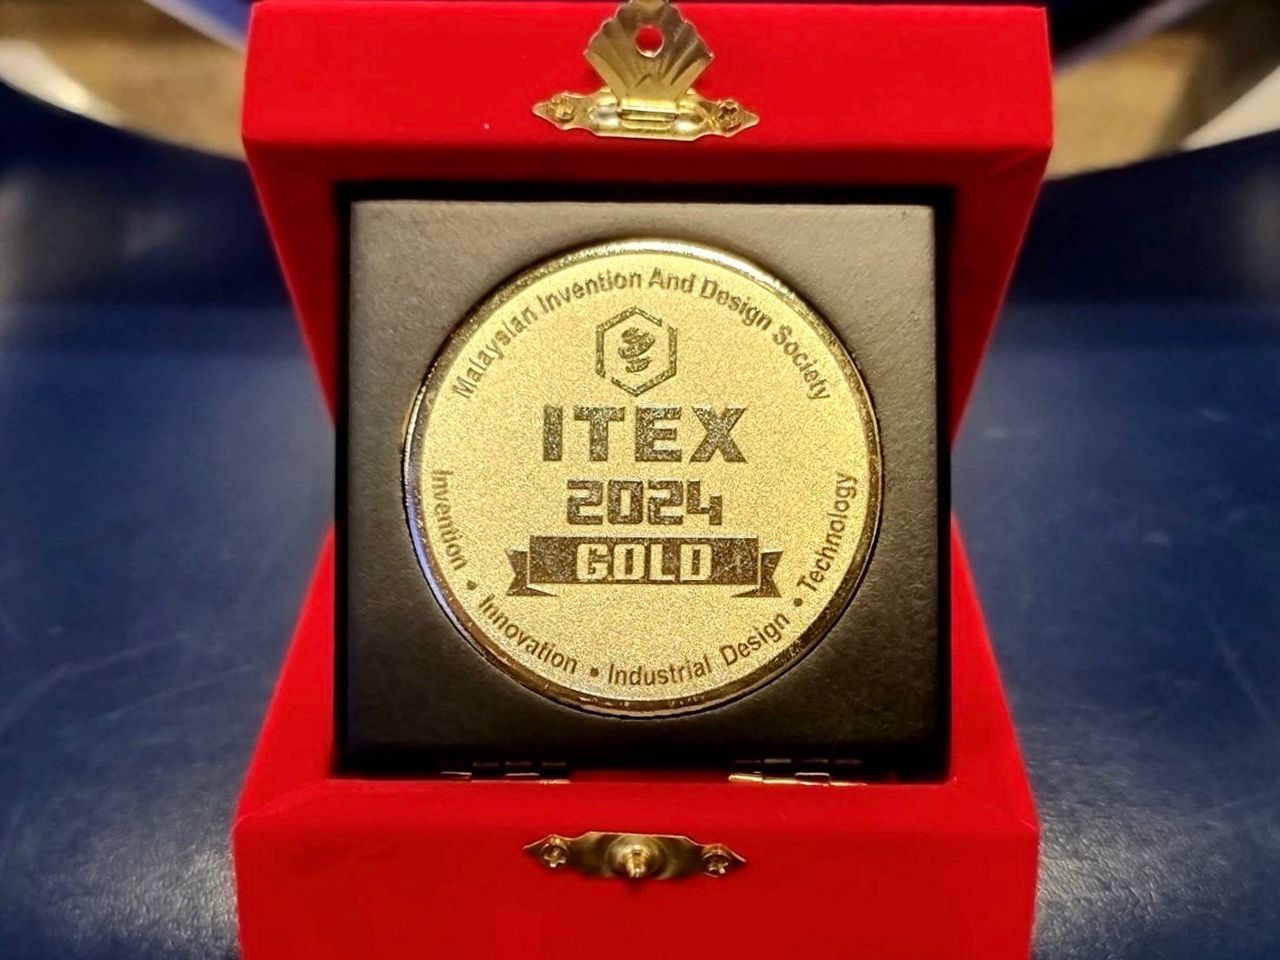 Malaysian Invention And Design Society
ITEX
2024
GOLD
Invention • Innovation • Industrial Design • Technology